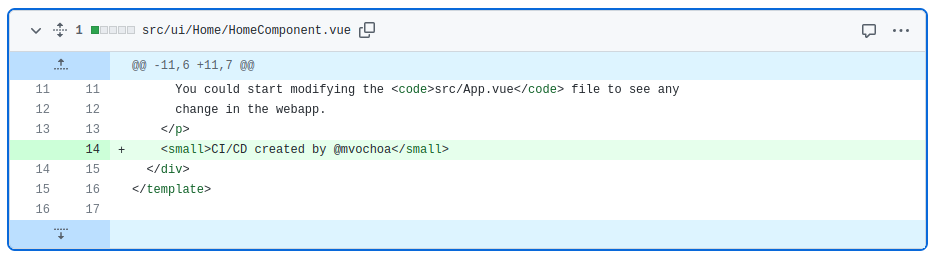 1 src/ui/Home/HomeComponent.vue
@@ -11,6 +11,7 @@
11 11 You could start modifying the <code>src/App.vue</code> file to see any
12 12 change in the webapp.
13 13 </p>
14 + <small>CI/CD created by @mvochoa</small>
14 15 </div>
15 16 </template>
16 17